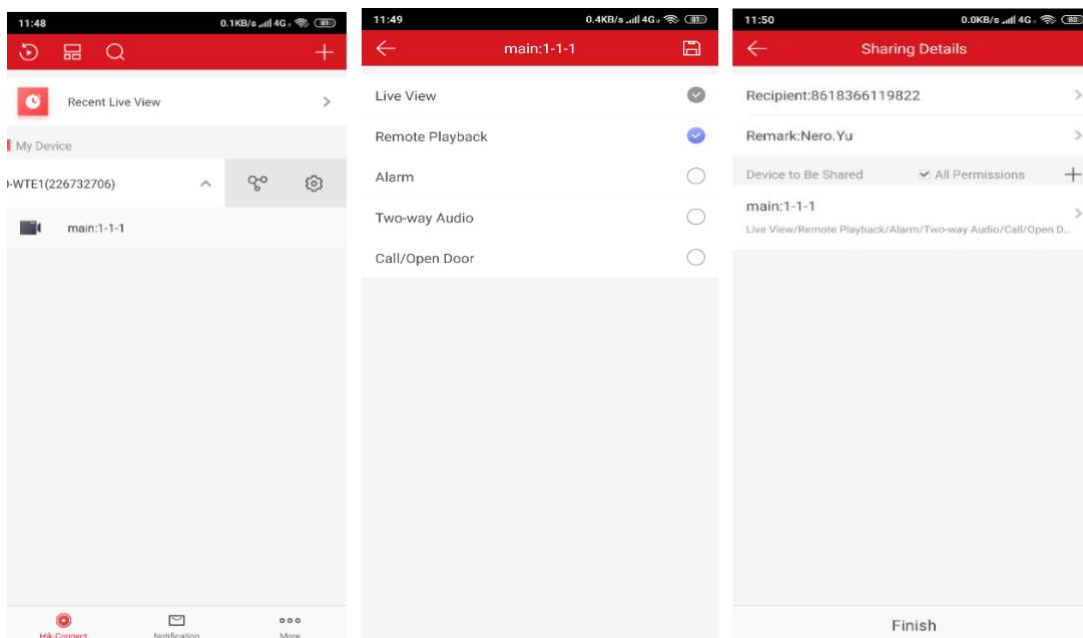 11:48
0.1KB/s 4G 81
Recent Live View
My Device
-WTE1(226732706)
main:1-1-1
Hik-Connect
Notification
More
11:49
0.4KB/s 4G 81
main:1-1-1
Live View
Remote Playback
Alarm
Two-way Audio
Call/Open Door
11:50
0.0KB/s 4G 80
Sharing Details
Recipient:8618366119822
Remark:Nero.Yu
Device to Be Shared
All Permissions
main:1-1-1
Live View/Remote Playback/Alarm/Two-way Audio/Call/Open D...
Finish